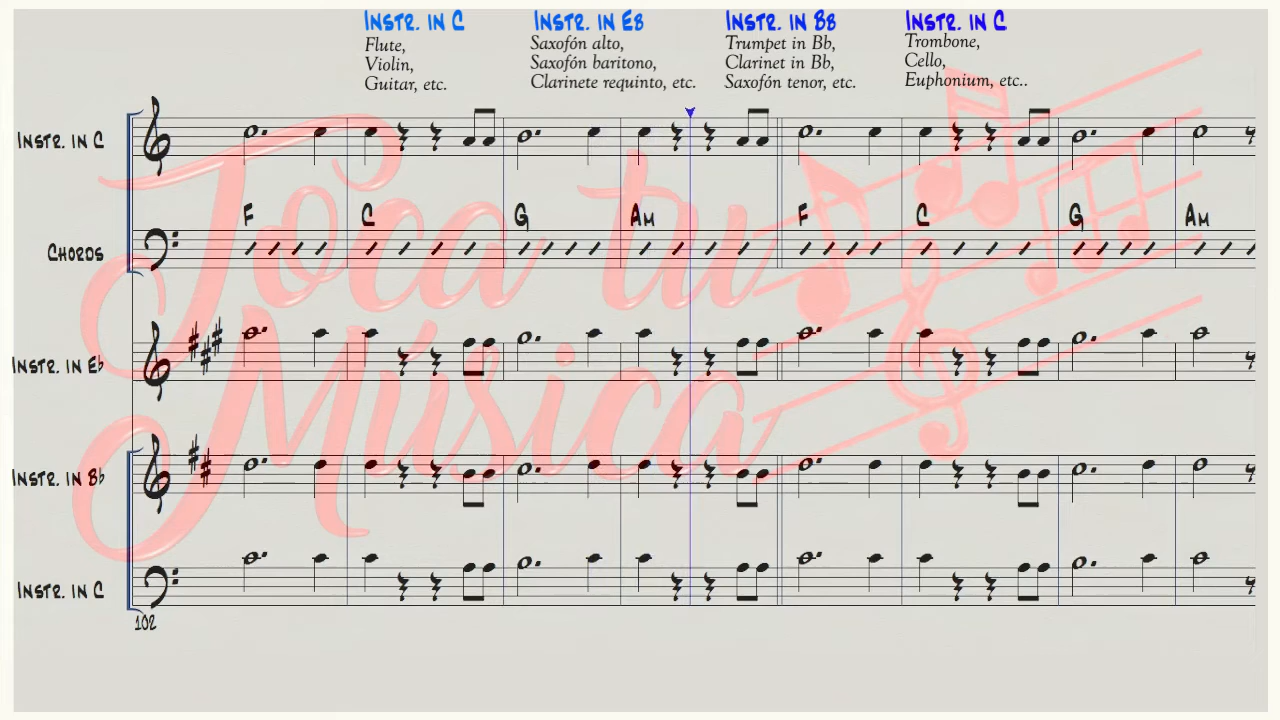 Instr. in C
Flute,
Violin,
Guitar, etc.
Instr. in Eb
Saxofón alto,
Saxofón baritono,
Clarinete requinto, etc.
Instr. in Bb
Trumpet in Bb,
Clarinet in Bb,
Saxofón tenor, etc.
Instr. in C
Trombone,
Cello,
Euphonium, etc..
Instr. in C
F C G Am F C G Am
Chords
Toca tu
Música
Instr. in E♭
Instr. in B♭
Instr. in C
102